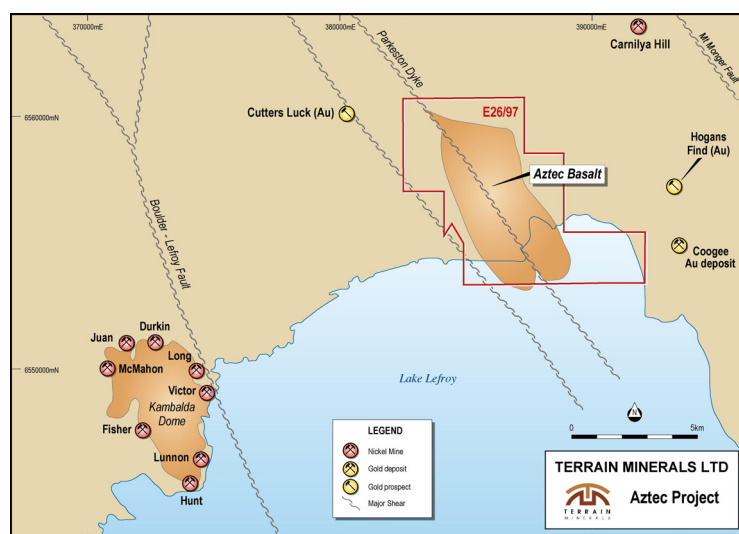 370000mE
380000mE
390000mE
Carnilya Hill
Mt Monger Fault
Parkeston Dyke
6560000mN
Cutters Luck (Au)
E26/97
Hogans
Find (Au)
Aztec Basalt
Boulder - Lefroy Fault
Coogee
Au deposit
Durkin
Juan
Long
6550000mN
McMahon
Lake Lefroy
Victor
Kambalda
Dome
Fisher
Lunnon
Hunt
LEGEND
Nickel Mine
Gold deposit
Gold prospect
Major Shear
N
0
5km
TERRAIN MINERALS LTD
TERRAIN
MINERALS
Aztec Project